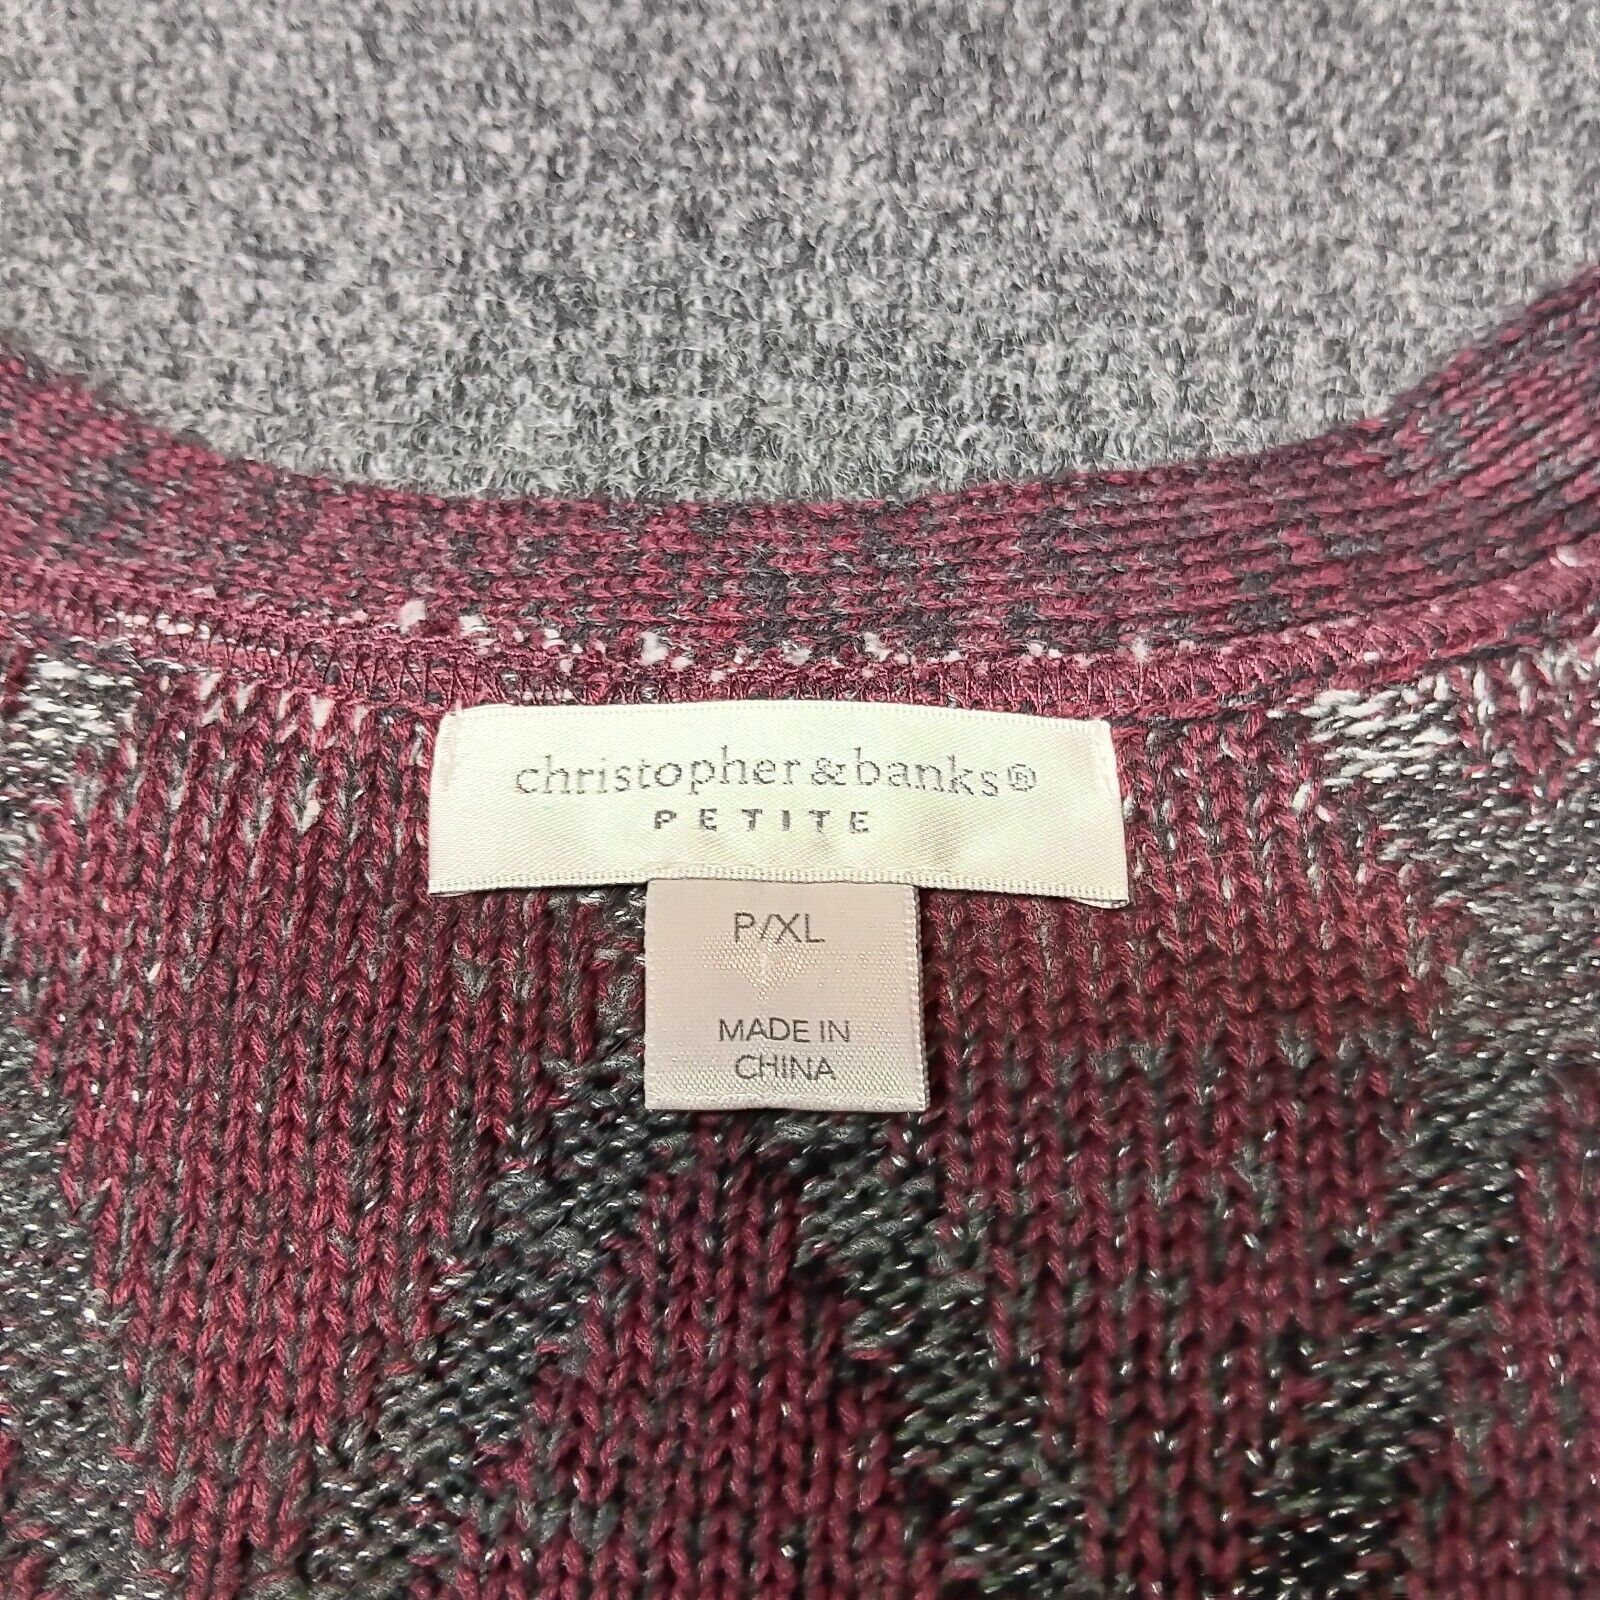 christopher & banks®
PETITE
P/XL
MADE IN
CHINA